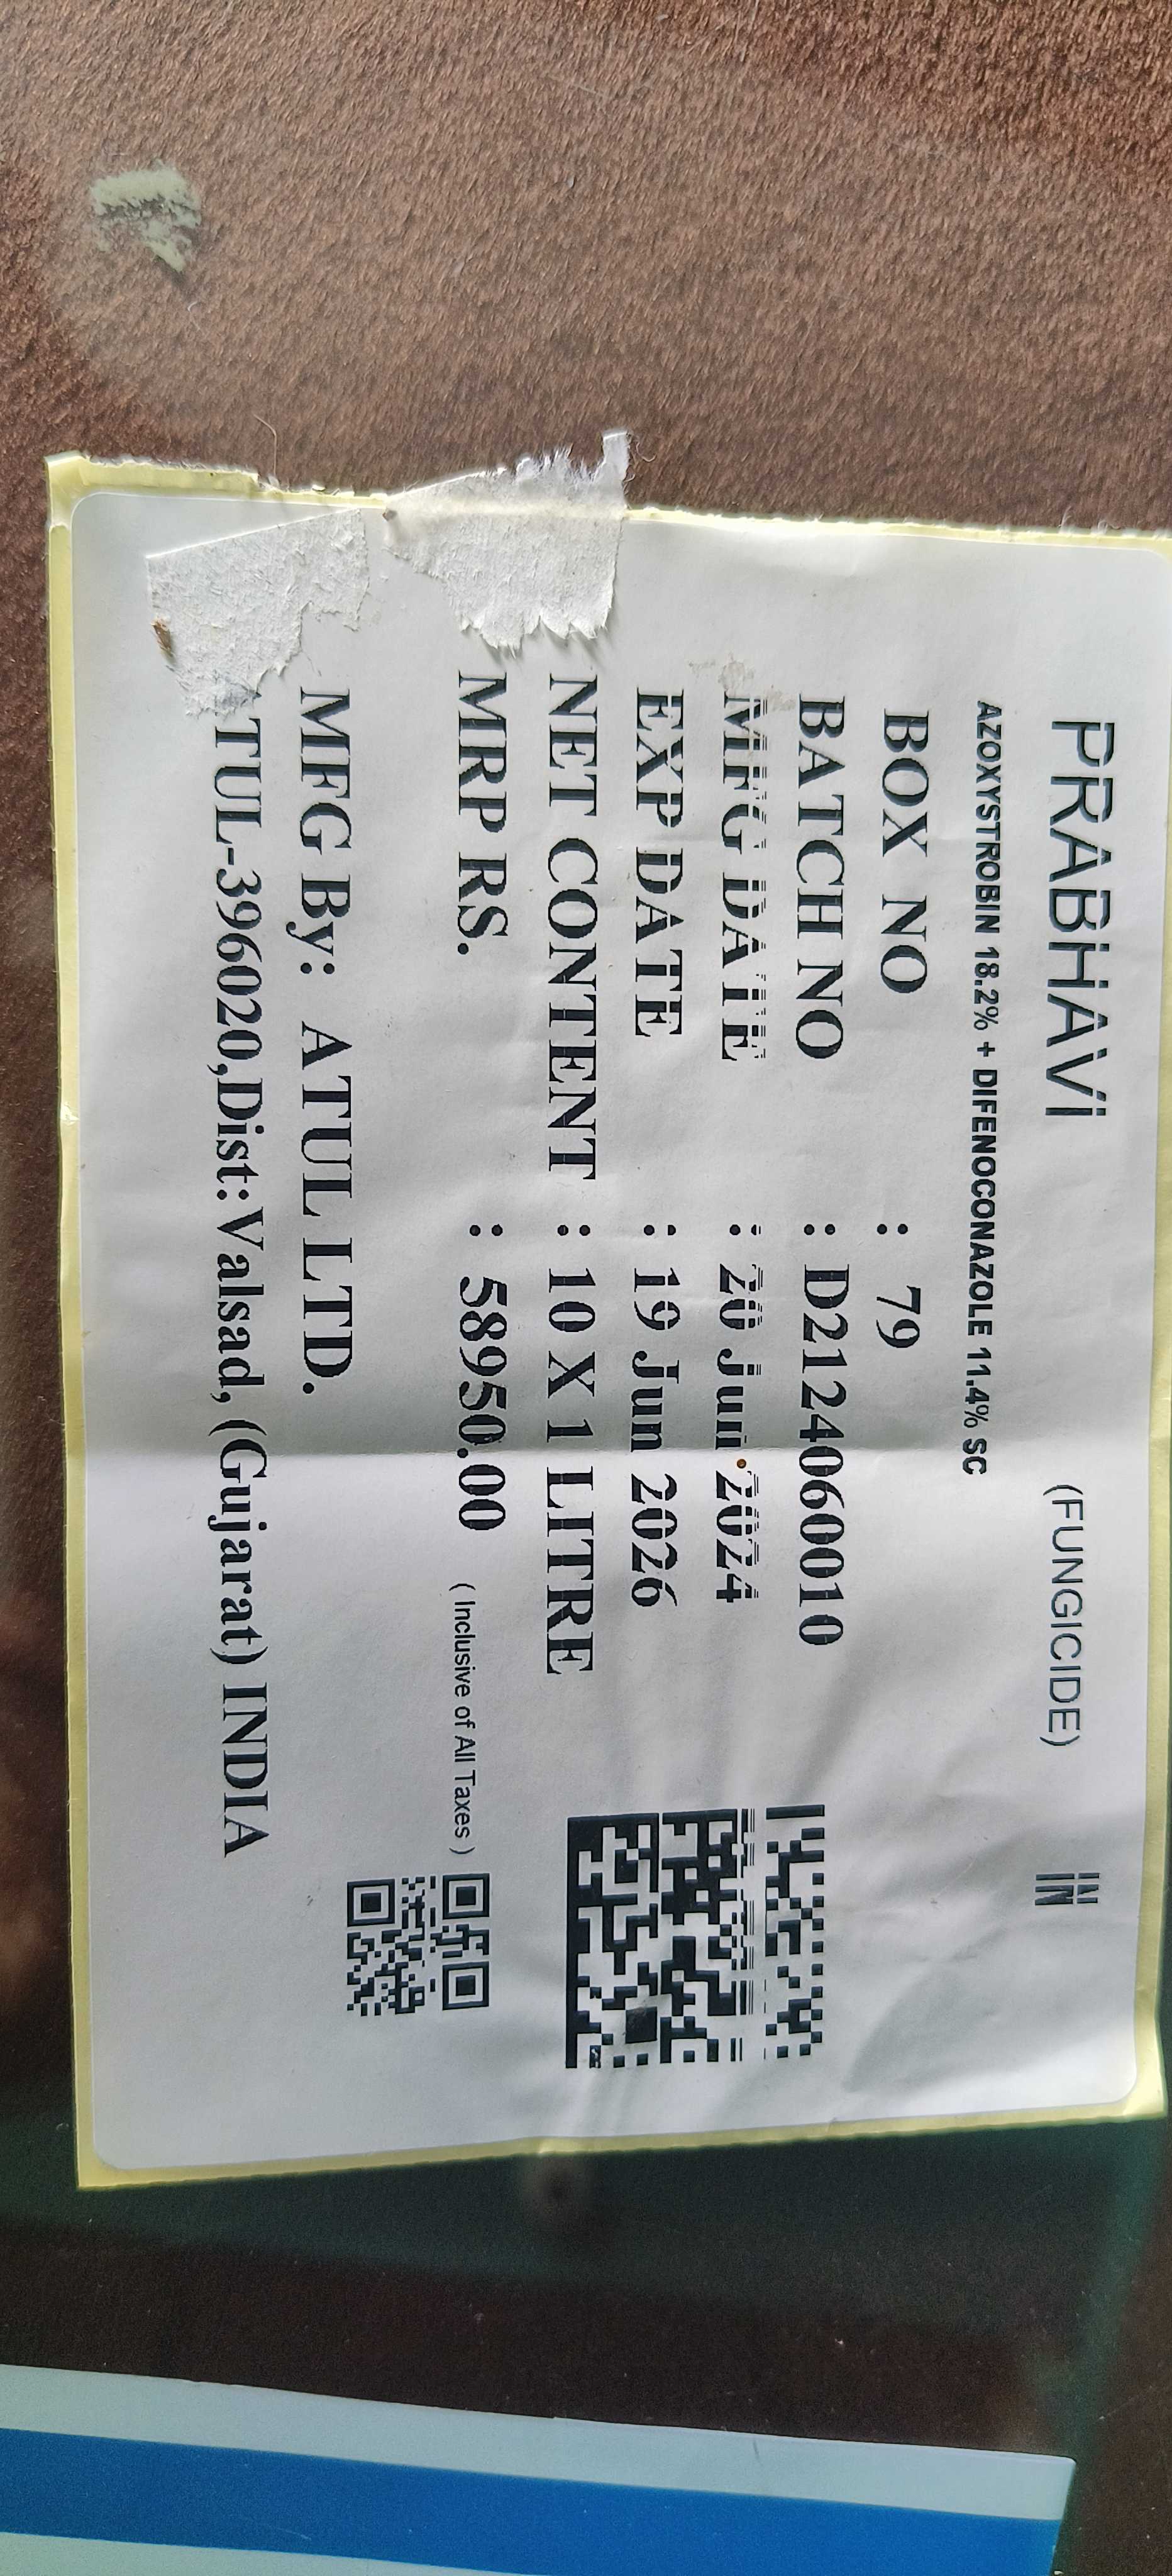 PRABHAVI (FUNGICIDE) IN
AZOXYSTROBIN 18.2% + DIFENOCONAZOLE 11.4% SC
BOX NO : 79
BATCH NO : D2124060010
MFG DATE : 20 Jun 2024
EXP DATE : 19 Jun 2026
NET CONTENT : 10 X 1 LITRE
MRP RS. : 58950.00 ( Inclusive of All Taxes )
MFG By: ATUL LTD.
TUL-396020,Dist:Valsad, (Gujarat) INDIA